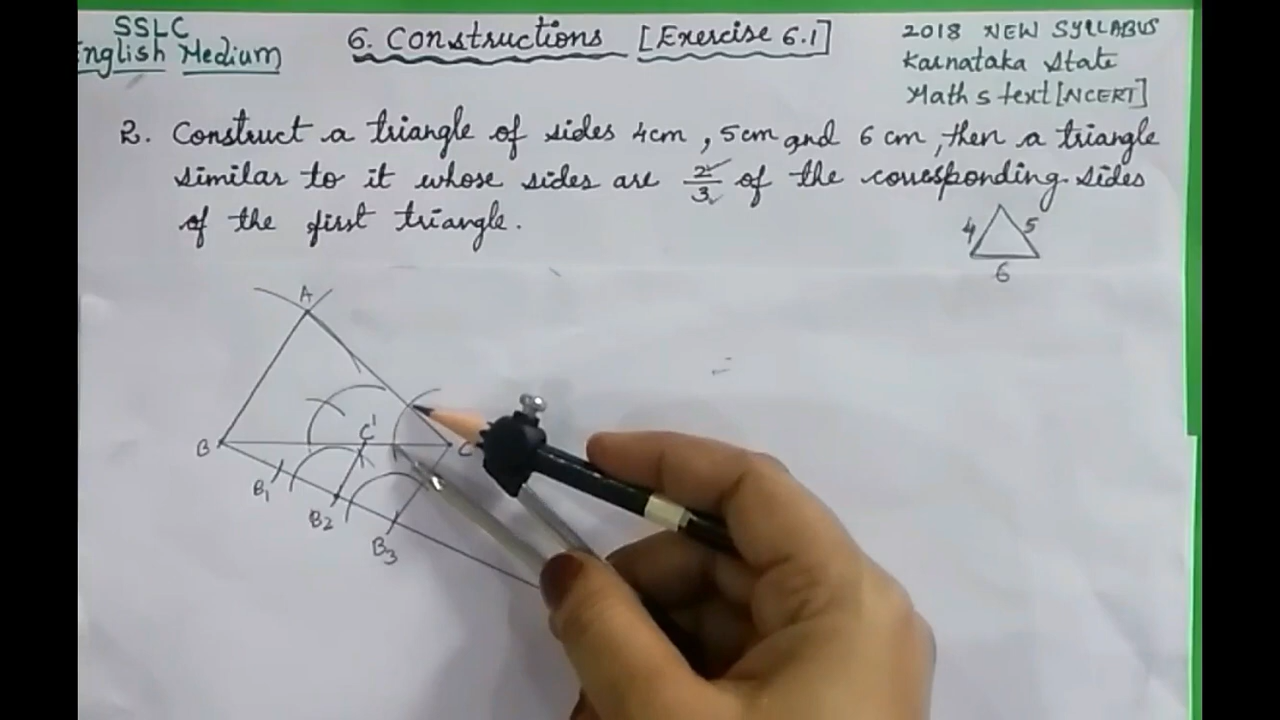 SSLC
English Medium
6. Constructions [Exercise 6.1]
2018 NEW SYLLABUS
Karnataka State
Maths text [NCERT]
2. Construct a triangle of sides 4cm, 5cm and 6 cm, then a triangle
similar to it whose sides are 2/3 of the corresponding sides
of the first triangle.
4 5
6
A
B C' C
B1
B2
B3